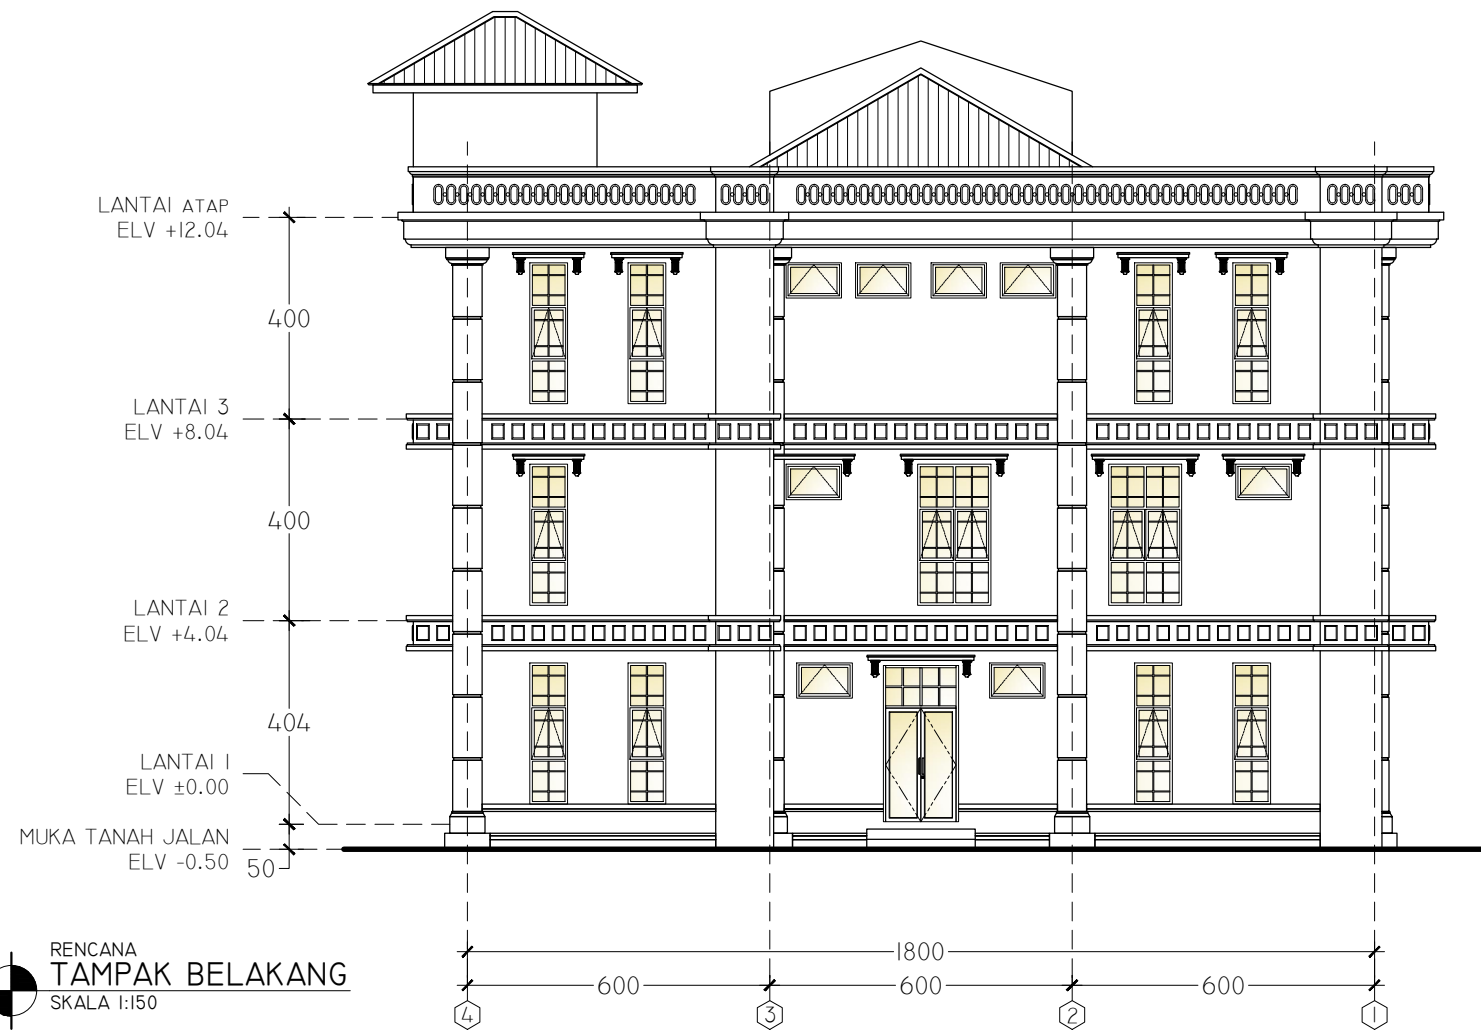 LANTAI ATAP
ELV +12.04
400
LANTAI 3
ELV +8.04
400
LANTAI 2
ELV +4.04
404
LANTAI 1
ELV ±0.00
MUKA TANAH JALAN
ELV -0.50
50
1800
600 600 600
4 3 2 1
RENCANA
TAMPAK BELAKANG
SKALA 1:150